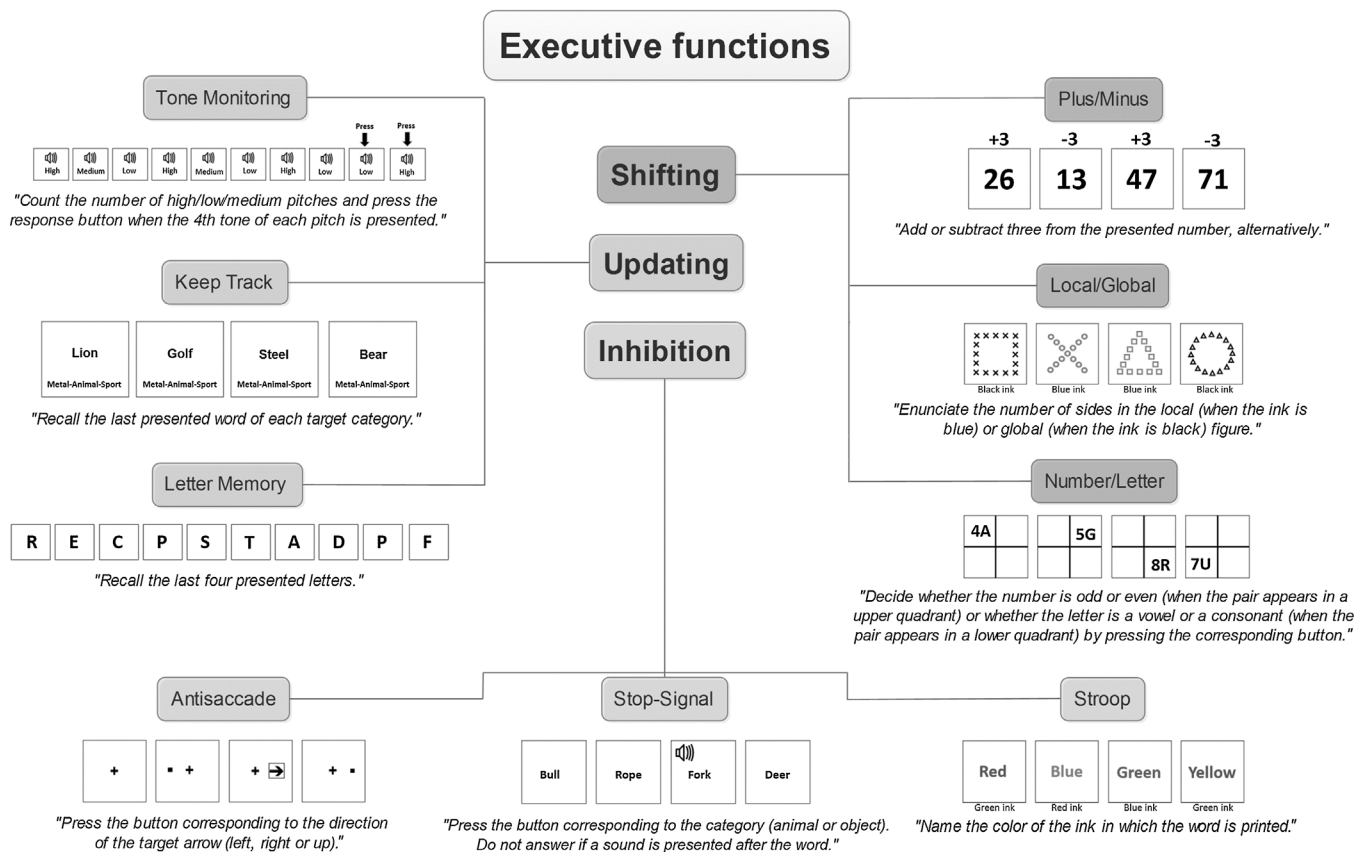 Executive functions
Shifting
Updating
Inhibition
Tone Monitoring
Press Press
High Medium Low High Medium Low High Low Low High
"Count the number of high/low/medium pitches and press the
response button when the 4th tone of each pitch is presented."
Keep Track
Lion Golf Steel Bear
Metal-Animal-Sport Metal-Animal-Sport Metal-Animal-Sport Metal-Animal-Sport
"Recall the last presented word of each target category."
Letter Memory
R E C P S T A D P F
"Recall the last four presented letters."
Plus/Minus
+3 -3 +3 -3
26 13 47 71
"Add or subtract three from the presented number, alternatively."
Local/Global
Black ink Blue ink Blue ink Black ink
"Enunciate the number of sides in the local (when the ink is
blue) or global (when the ink is black) figure."
Number/Letter
4A 5G 8R 7U
"Decide whether the number is odd or even (when the pair appears in a
upper quadrant) or whether the letter is a vowel or a consonant (when the
pair appears in a lower quadrant) by pressing the corresponding button."
Antisaccade
"Press the button corresponding to the direction
of the target arrow (left, right or up)."
Stop-Signal
Bull Rope Fork Deer
"Press the button corresponding to the category (animal or object).
Do not answer if a sound is presented after the word."
Stroop
Red Blue Green Yellow
Green ink Red ink Blue ink Green ink
"Name the color of the ink in which the word is printed."